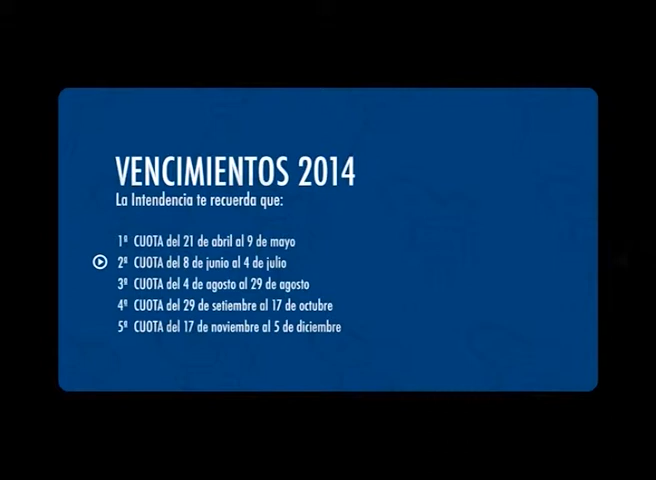 VENCIMIENTOS 2014
La Intendencia te recuerda que:
1ª CUOTA del 21 de abril al 9 de mayo
2ª CUOTA del 8 de junio al 4 de julio
3ª CUOTA del 4 de agosto al 29 de agosto
4ª CUOTA del 29 de setiembre al 17 de octubre
5ª CUOTA del 17 de noviembre al 5 de diciembre